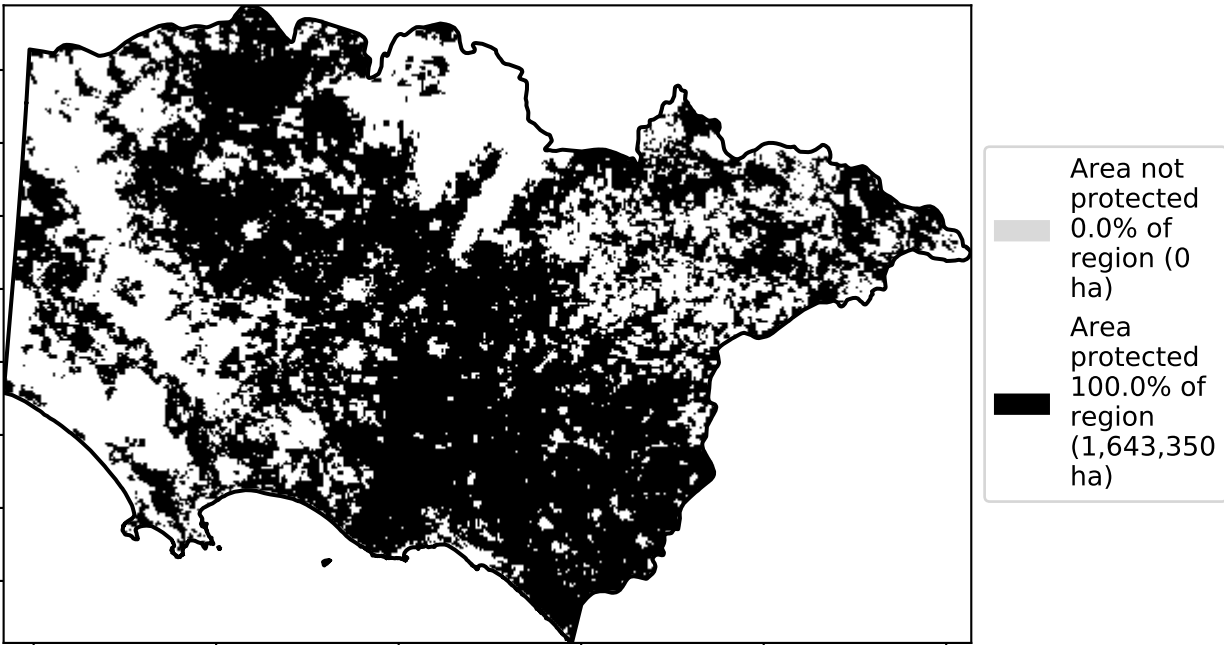 Area not
protected
0.0% of
region (0
ha)
Area
protected
100.0% of
region
(1,643,350
ha)